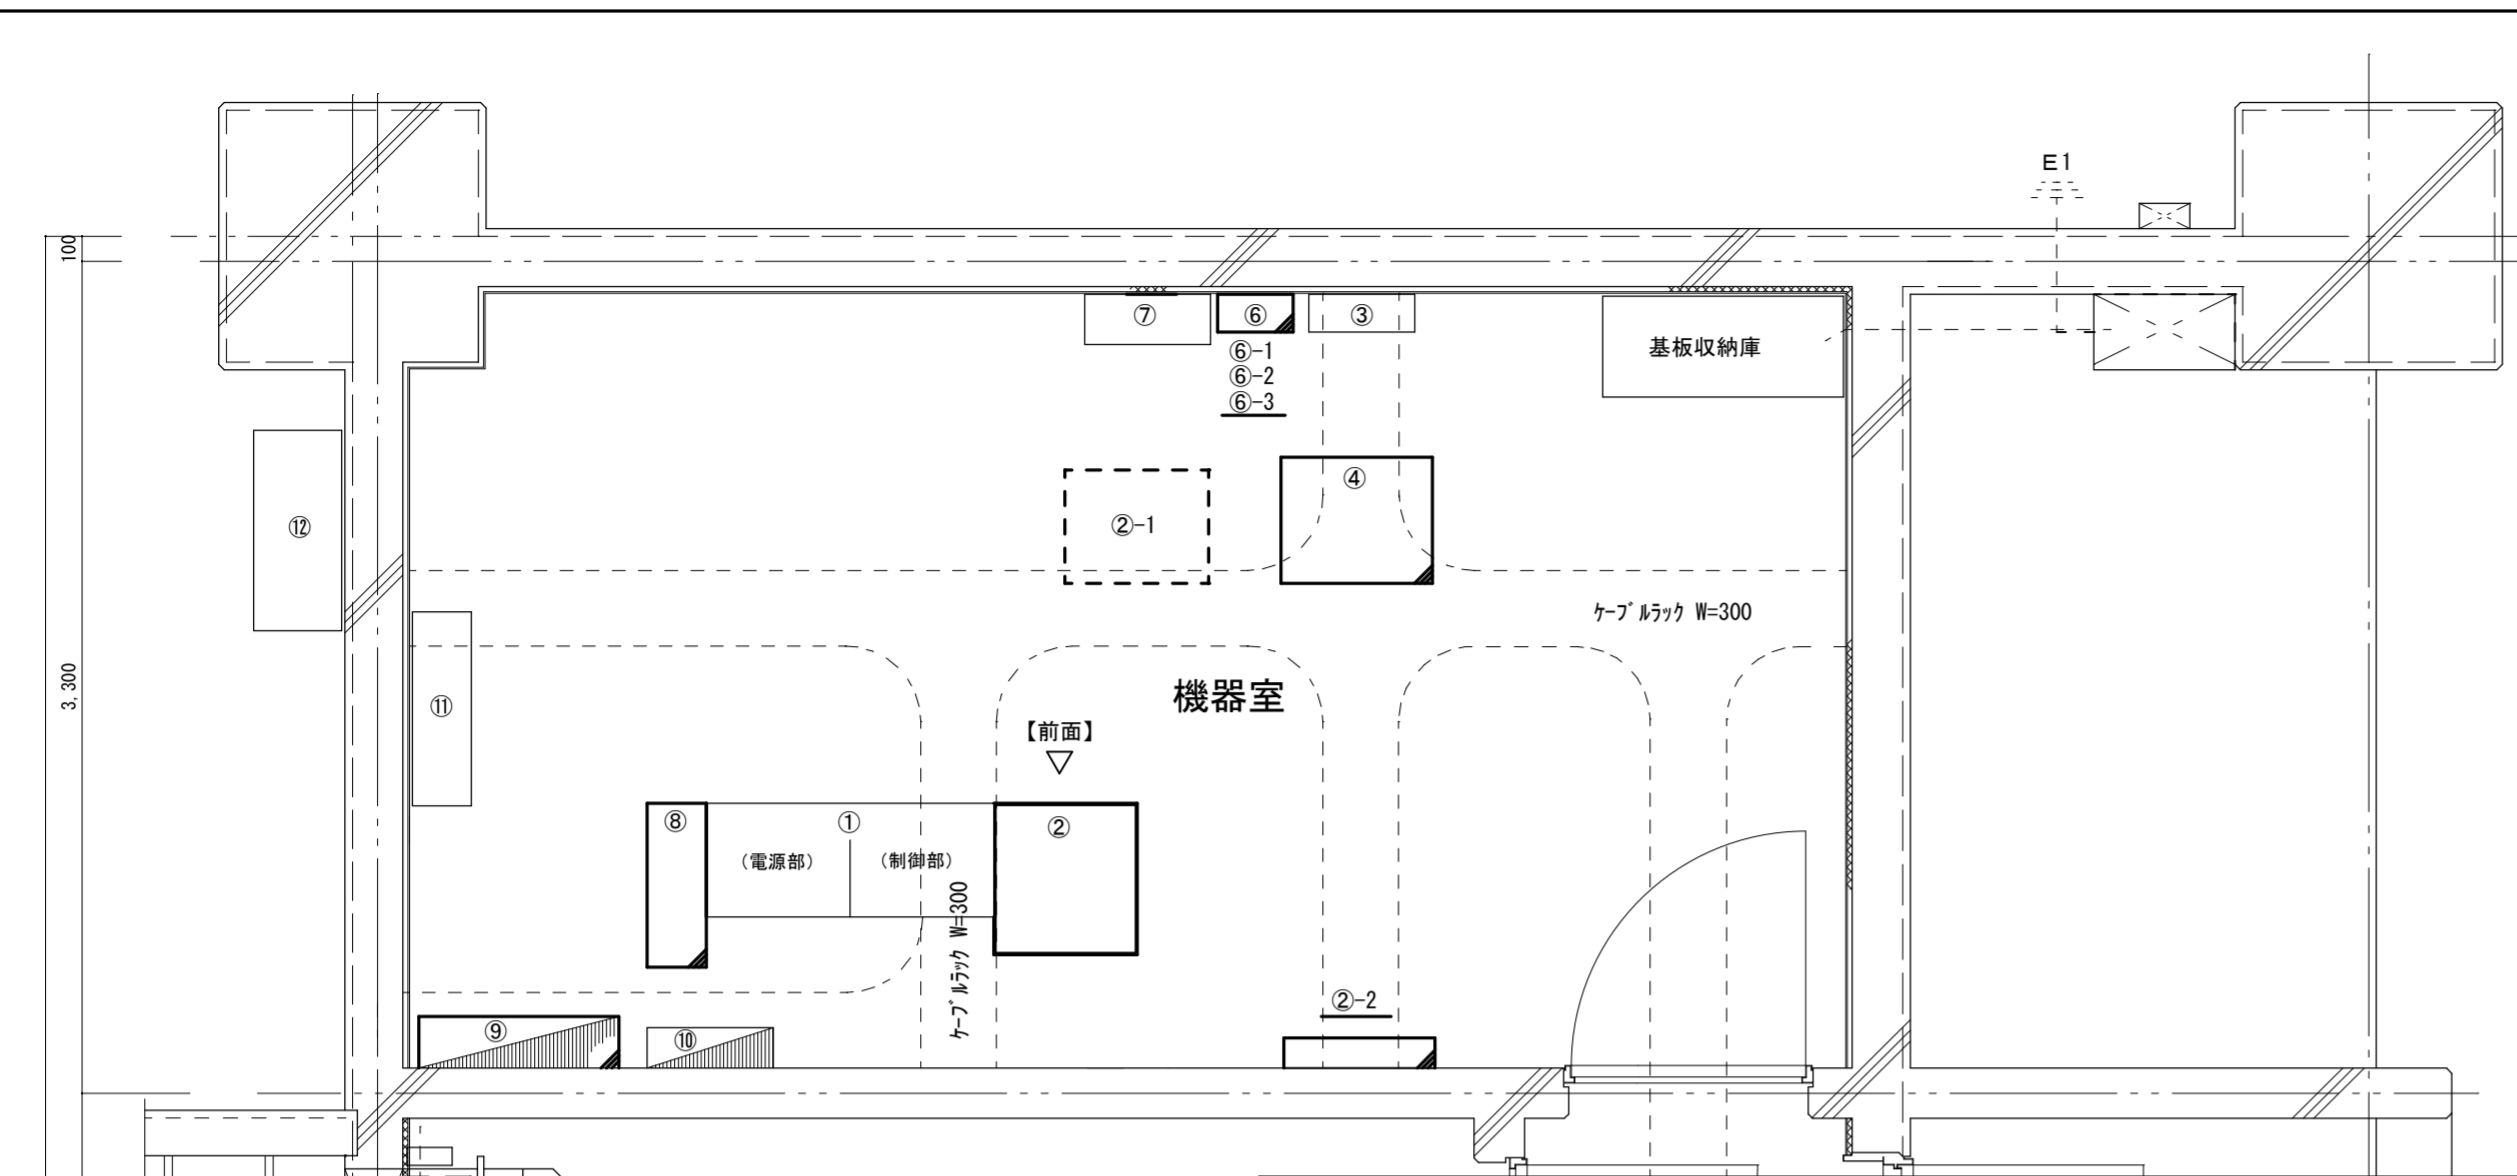 E1
100
⑦
⑥
③
⑥-1
⑥-2
⑥-3
基板収納庫
④
②-1
⑫
ｹｰﾌﾞﾙﾗｯｸ W=300
3,300
⑪
機器室
【前面】
⑧
①
②
(電源部)
(制御部)
ｹｰﾌﾞﾙﾗｯｸ W=300
②-2
⑨
⑩